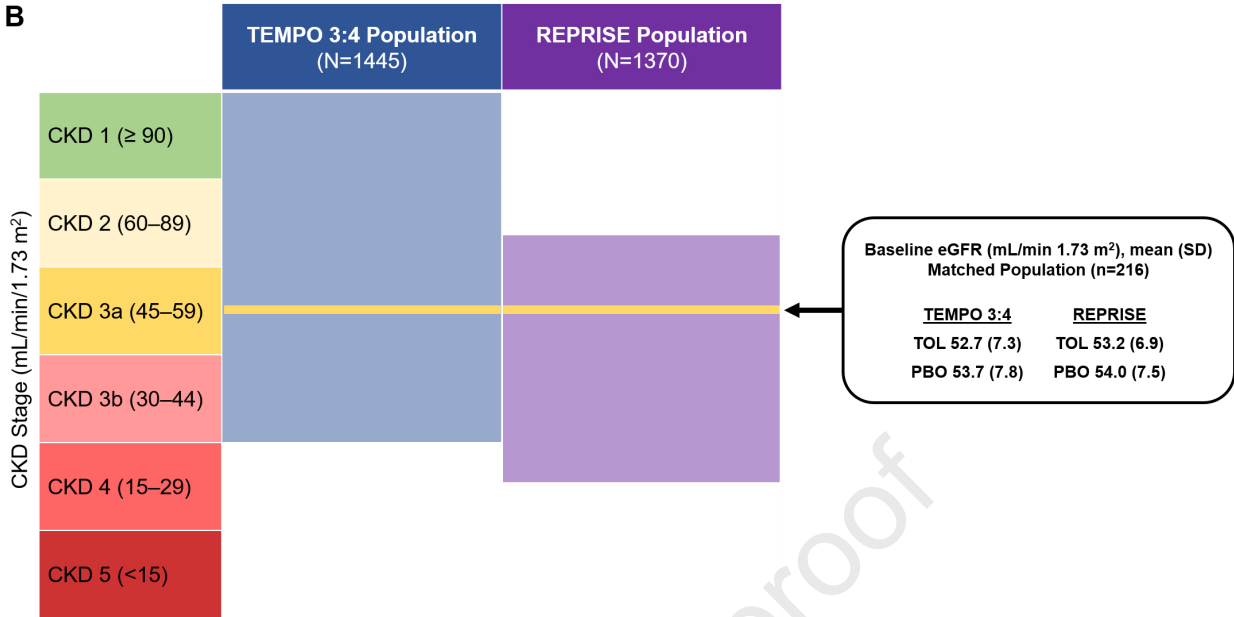 B
TEMPO 3:4 Population
(N=1445)
REPRISE Population
(N=1370)
CKD Stage (mL/min/1.73 m²)
CKD 1 (≥ 90)
CKD 2 (60–89)
CKD 3a (45–59)
CKD 3b (30–44)
CKD 4 (15–29)
CKD 5 (<15)
Baseline eGFR (mL/min 1.73 m²), mean (SD)
Matched Population (n=216)
TEMPO 3:4 REPRISE
TOL 52.7 (7.3) TOL 53.2 (6.9)
PBO 53.7 (7.8) PBO 54.0 (7.5)
proof